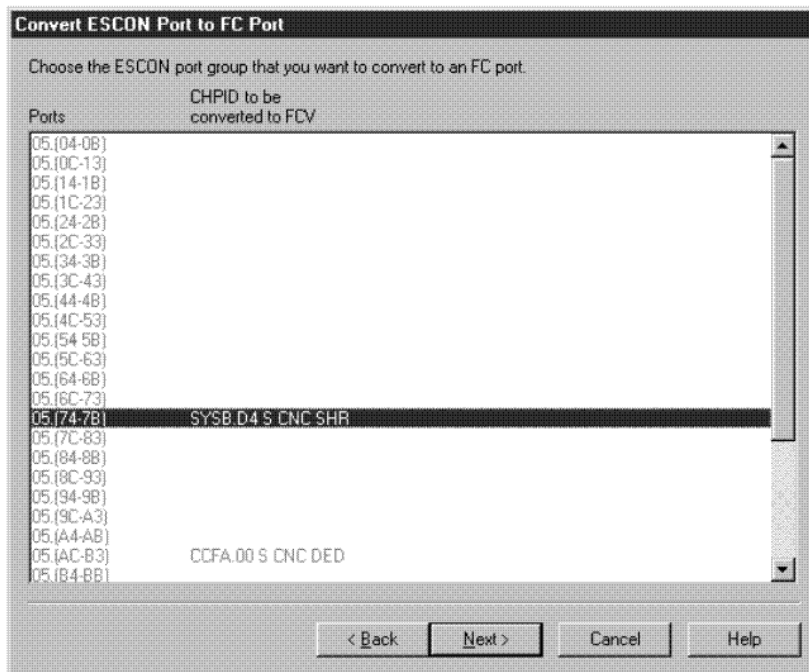 Convert ESCON Port to FC Port
Choose the ESCON port group that you want to convert to an FC port.
CHPID to be
Ports converted to FCV
05.(04-0B)
05.(0C-13)
05.(14-1B)
05.(1C-23)
05.(24-2B)
05.(2C-33)
05.(34-3B)
05.(3C-43)
05.(44-4B)
05.(4C-53)
05.(54-5B)
05.(5C-63)
05.(64-6B)
05.(6C-73)
05.(74-7B) SYSB.D4 S CNC SHR
05.(7C-83)
05.(84-8B)
05.(8C-93)
05.(94-9B)
05.(9C-A3)
05.(A4-AB)
05.(AC-B3) CCFA.00 S CNC DED
05.(B4-BB)
< Back Next > Cancel Help